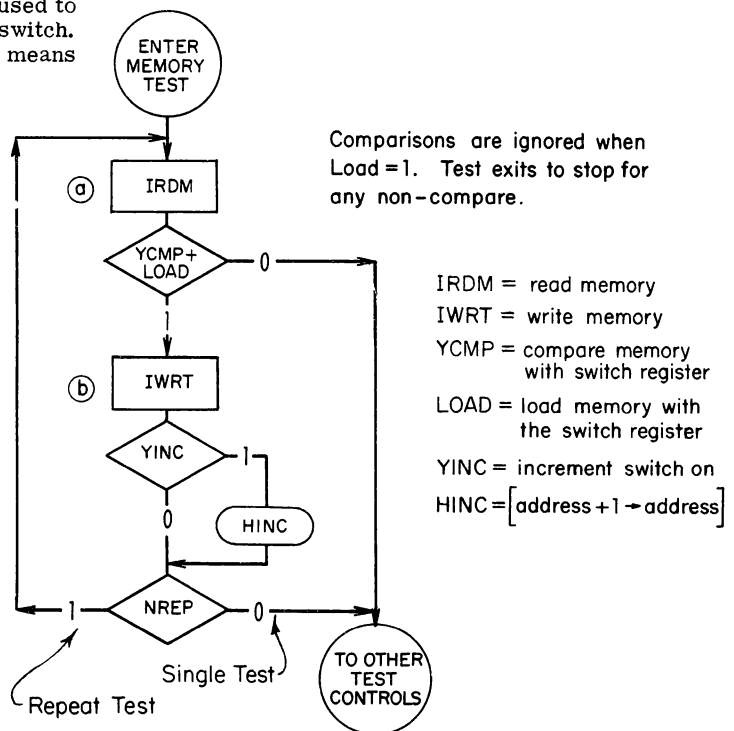 used to
switch.
means
ENTER
MEMORY
TEST
Comparisons are ignored when
Load = 1. Test exits to stop for
any non-compare.
a
IRDM
YCMP+
LOAD
0
1
IRDM = read memory
IWRT = write memory
YCMP = compare memory
with switch register
LOAD = load memory with
the switch register
YINC = increment switch on
HINC = [address + 1 → address]
b
IWRT
YINC
1
0
HINC
NREP
1
0
Single Test
Repeat Test
TO OTHER
TEST
CONTROLS